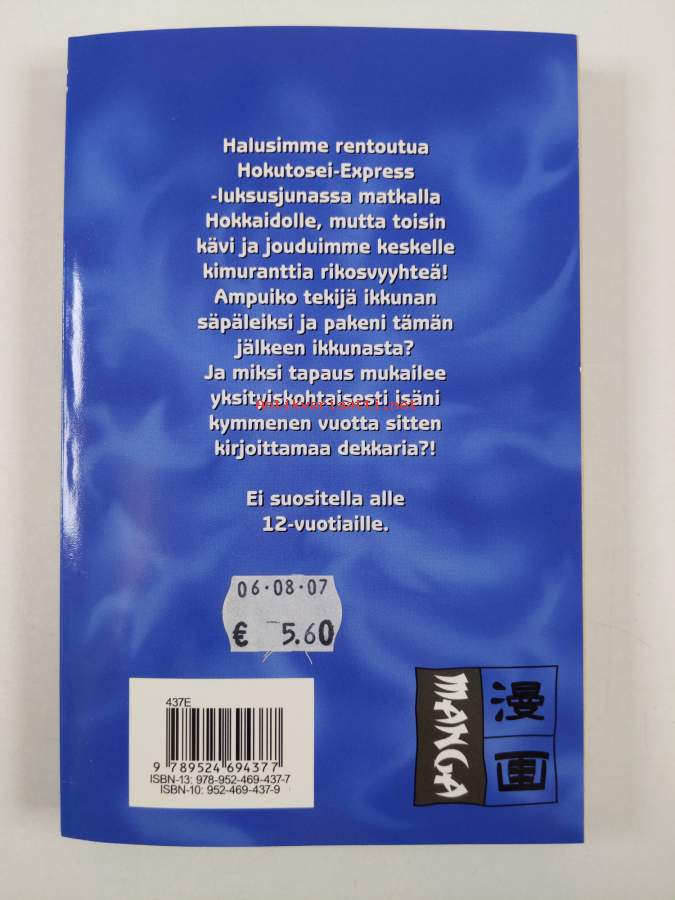 Halusimme rentoutua
Hokutosei-Express
-luksusjunassa matkalla
Hokkaidolle, mutta toisin
kävi ja jouduimme keskelle
kimuranttia rikosvyyhteä!
Ampuiko tekijä ikkunan
säpäleiksi ja pakeni tämän
jälkeen ikkunasta?
Ja miksi tapaus mukailee
yksityiskohtaisesti isäni
Antikvariaatti.net
kymmenen vuotta sitten
kirjoittamaa dekkaria?!
Ei suositella alle
12-vuotiaille.
06·08·07
€ 5.60
437E
9 789524 694377
ISBN-13: 978-952-469-437-7
ISBN-10: 952-469-437-9
MANGA
漫画